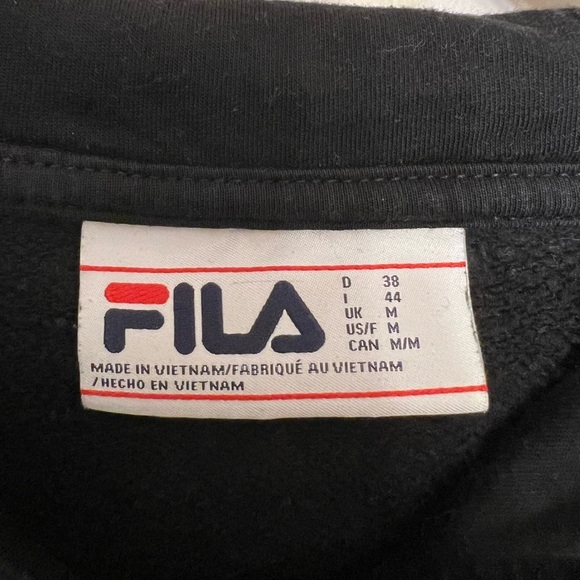 FILA
D 38
I 44
UK M
US/F M
CAN M/M
MADE IN VIETNAM/FABRIQUÉ AU VIETNAM
/HECHO EN VIETNAM